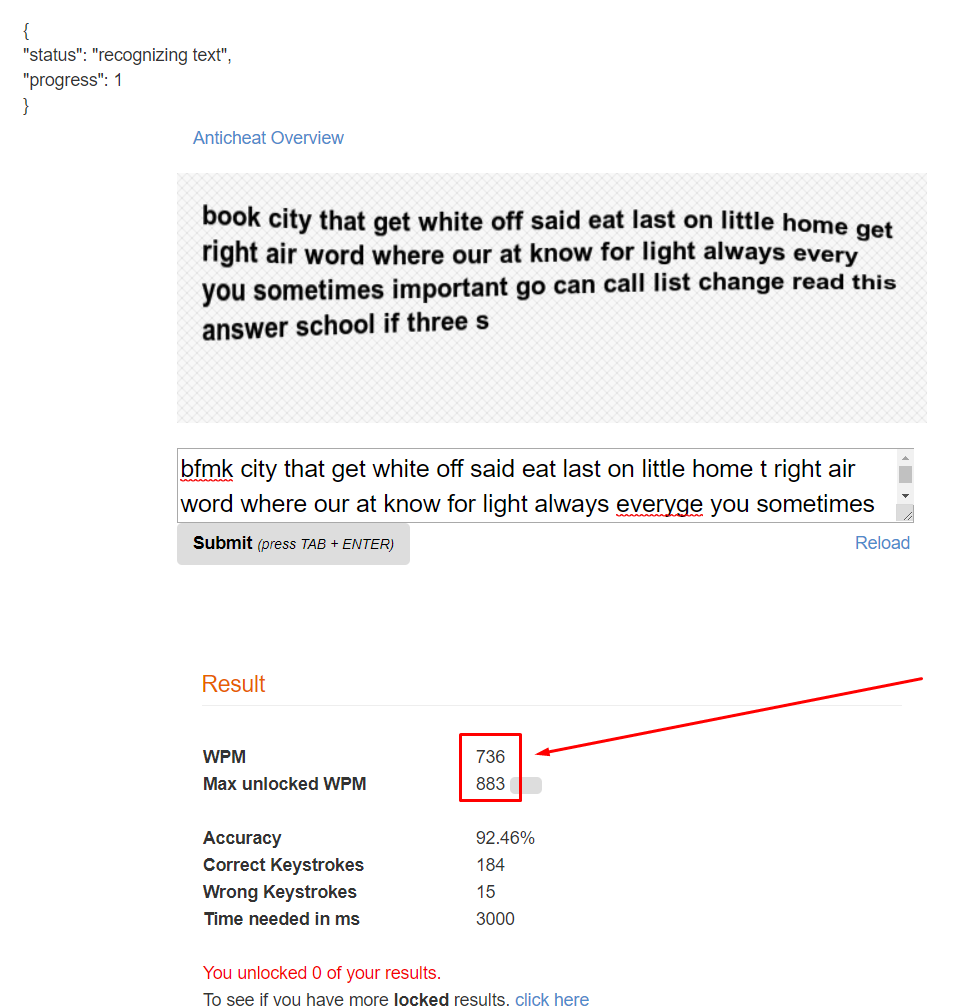 {
"status": "recognizing text",
"progress": 1
}
Anticheat Overview
book city that get white off said eat last on little home get
right air word where our at know for light always every
you sometimes important go can call list change read this
answer school if three s
bfmk city that get white off said eat last on little home t right air
word where our at know for light always everyge you sometimes
Submit (press TAB + ENTER)
Reload
Result
WPM 736
Max unlocked WPM 883
Accuracy 92.46%
Correct Keystrokes 184
Wrong Keystrokes 15
Time needed in ms 3000
You unlocked 0 of your results.
To see if you have more locked results, click here